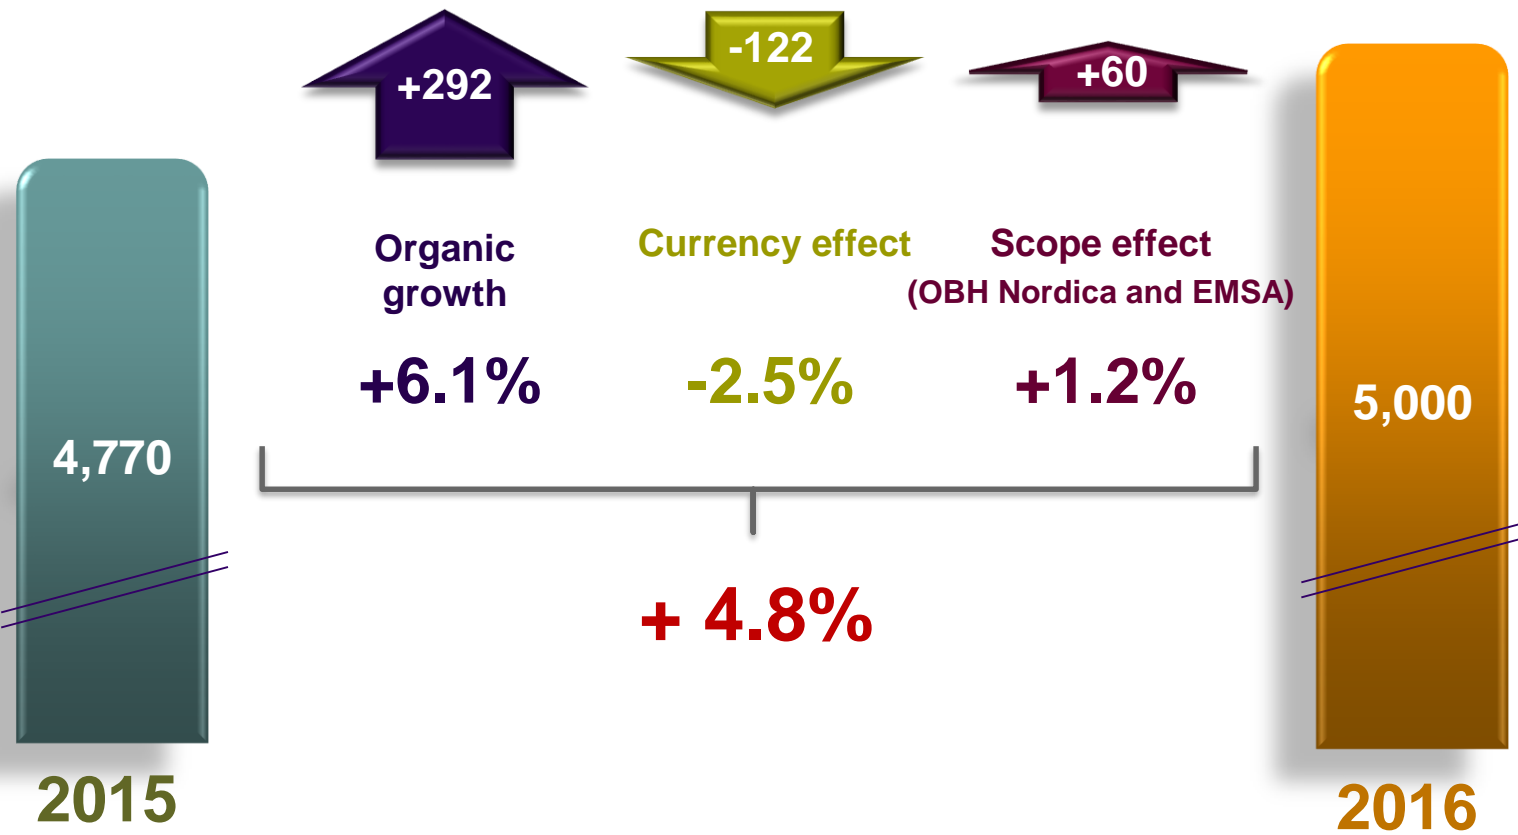 +292
-122
+60
Organic
growth
Currency effect
Scope effect
(OBH Nordica and EMSA)
+6.1%
-2.5%
+1.2%
4,770
5,000
+ 4.8%
2015
2016